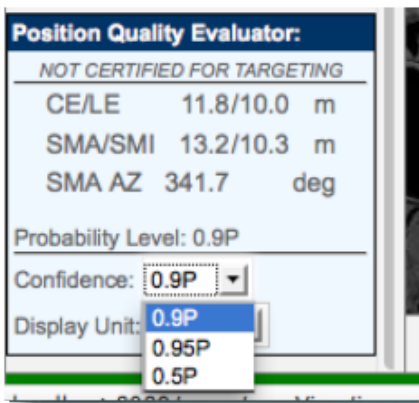 Position Quality Evaluator:
NOT CERTIFIED FOR TARGETING
CE/LE 11.8/10.0 m
SMA/SMI 13.2/10.3 m
SMA AZ 341.7 deg
Probability Level: 0.9P
Confidence: 0.9P
Display Unit:
0.9P
0.95P
0.5P